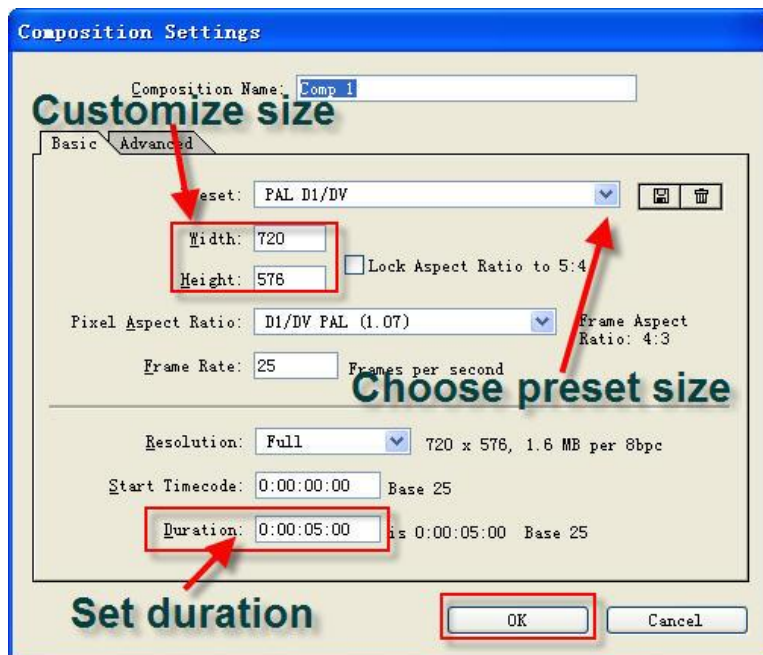 Composition Settings
Composition Name: Comp 1
Customize size
Basic Advanced
reset: PAL D1/DV
Width: 720
Lock Aspect Ratio to 5:4
Height: 576
Pixel Aspect Ratio: D1/DV PAL (1.07) Frame Aspect
Ratio: 4:3
Frame Rate: 25 Frames per second
Choose preset size
Resolution: Full 720 x 576, 1.6 MB per 8bpc
Start Timecode: 0:00:00:00 Base 25
Duration: 0:00:05:00 is 0:00:05:00 Base 25
Set duration
OK Cancel